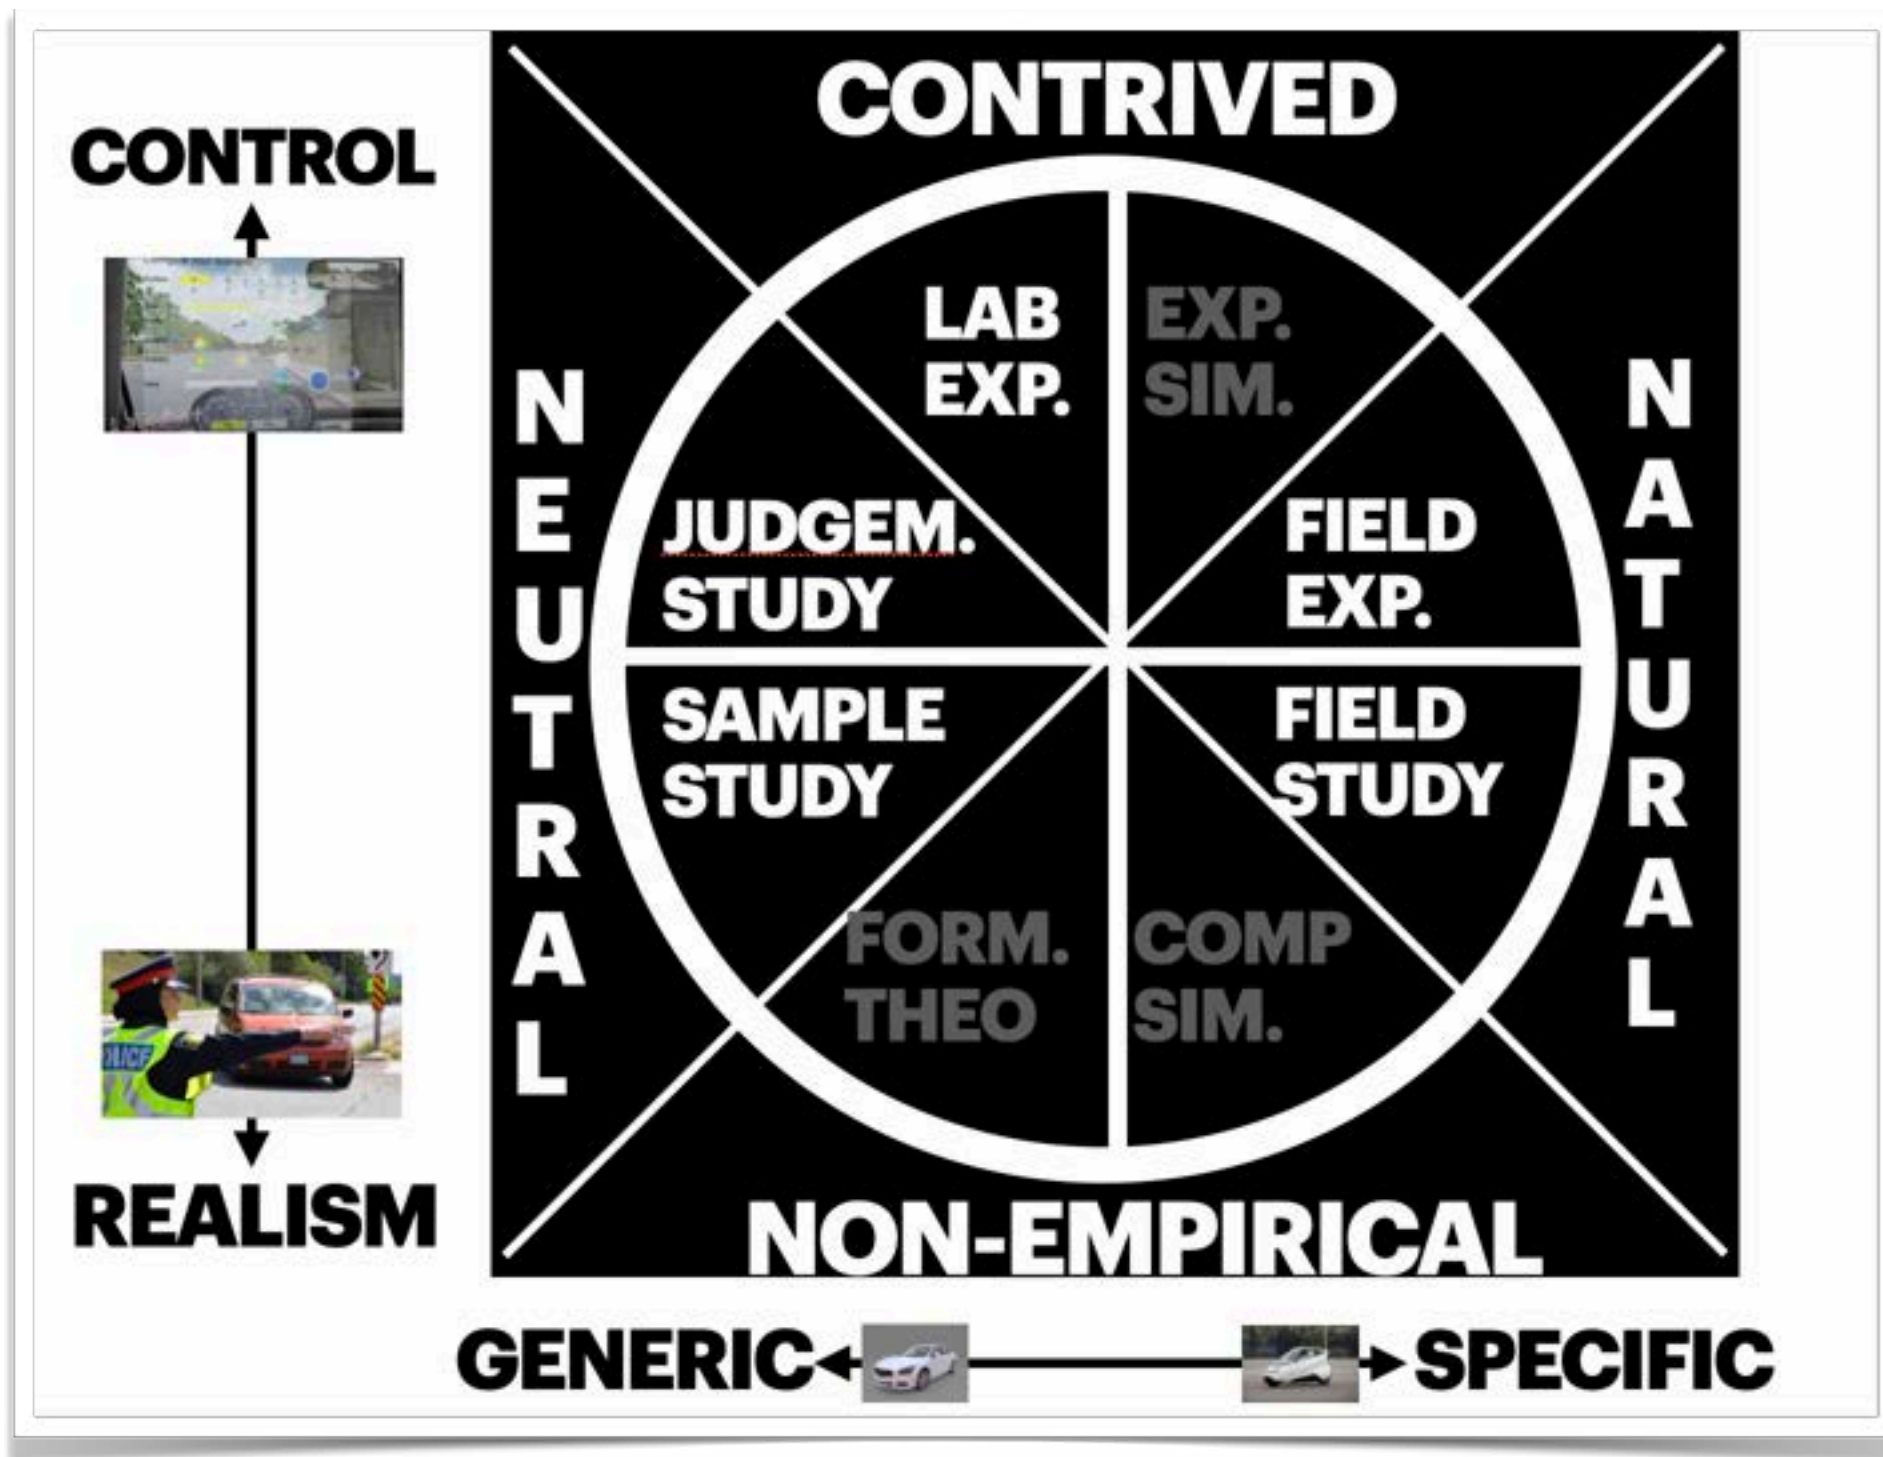 CONTRIVED
CONTROL
LAB
EXP.
EXP.
SIM.
NEUTRAL
NATURAL
JUDGEM.
STUDY
FIELD
EXP.
SAMPLE
STUDY
FIELD
STUDY
FORM.
THEO
COMP
SIM.
POLICE
REALISM
NON-EMPIRICAL
GENERIC
SPECIFIC